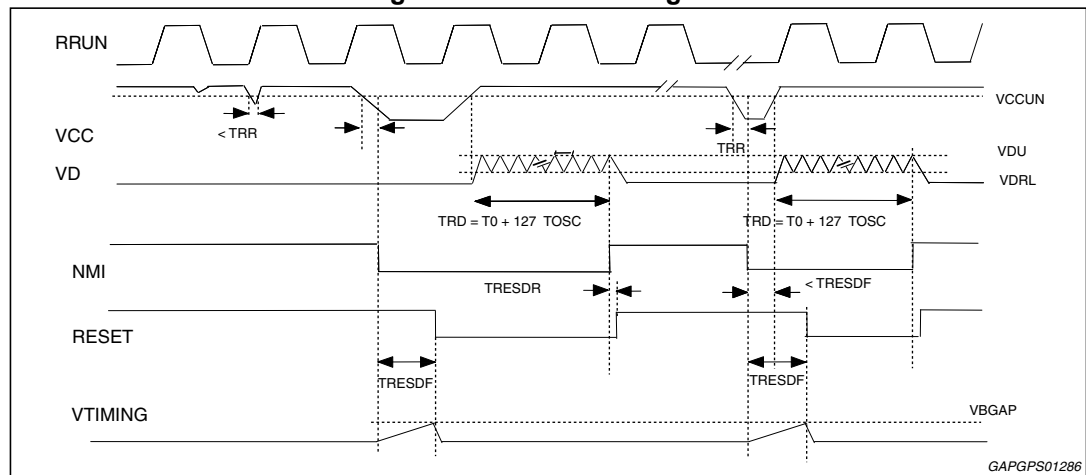 RRUN
VCCUN
< TRR
VCC
TRR
VDU
VD
VDRL
TRD = T0 + 127 TOSC
TRD = T0 + 127 TOSC
NMI
TRESDR
< TRESDF
RESET
TRESDF
TRESDF
VTIMING
VBGAP
GAPGPS01286